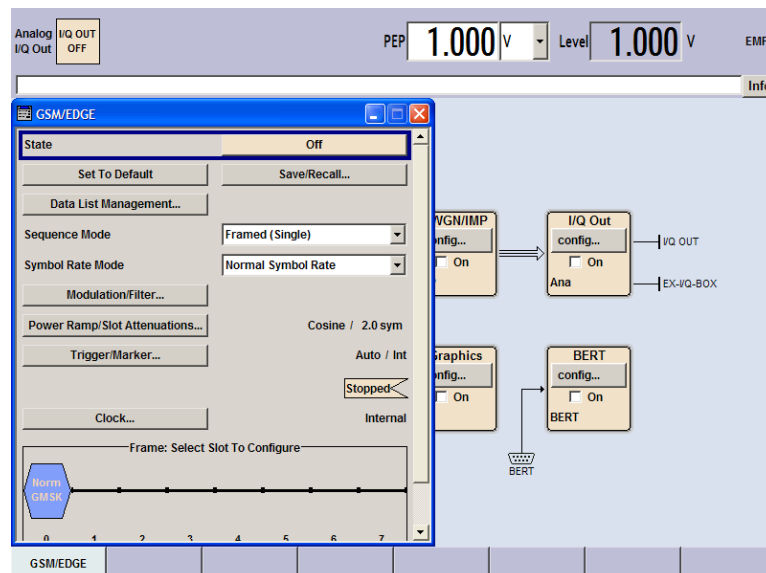 Analog I/Q Out
I/Q OUT OFF
PEP 1.000 V Level 1.000 V
GSM/EDGE
State Off
Set To Default Save/Recall...
Data List Management...
Sequence Mode Framed (Single)
Symbol Rate Mode Normal Symbol Rate
Modulation/Filter...
Power Ramp/Slot Attenuations... Cosine / 2.0 sym
Trigger/Marker... Auto / Int
Stopped
Clock... Internal
Frame: Select Slot To Configure
Norm GMSK
0 1 2 3 4 5 6 7
I/Q Out
config...
On
On
Ana
I/Q OUT
EX-I/Q-BOX
BERT
config...
On
On
BERT
BERT
GSM/EDGE